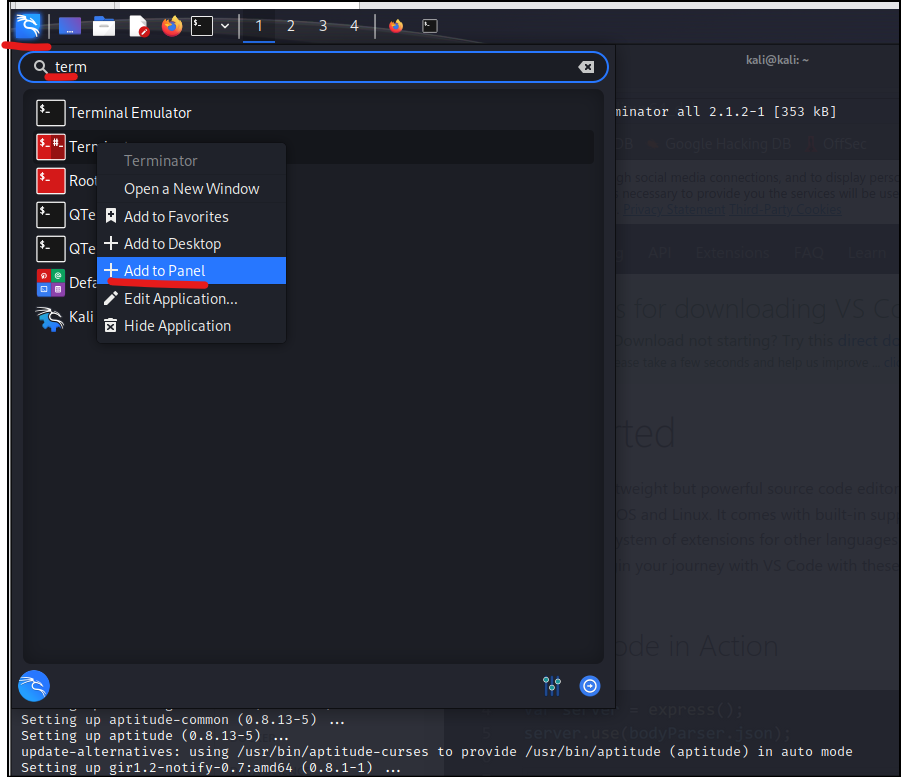 1 2 3 4
term
kali@kali: ~
Terminal Emulator
minator all 2.1.2-1 [353 kB]
Term
DB Google Hacking DB OffSec
Terminator
Root
Open a New Window
gh social media connections, and to display pers
is necessary to provide you the services will be use
Privacy Statement Third-Party Cookies
QTe
Add to Favorites
QTe
Add to Desktop
API Extensions FAQ Learn
Add to Panel
Defa
Edit Application...
s for downloading VS Co
Kali
Hide Application
Download not starting? Try this direct do
ease take a few seconds and help us improve ... cli
rted
tweight but powerful source code editor
OS and Linux. It comes with built-in supp
ystem of extensions for other languages
in your journey with VS Code with these
ode in Action
server = express();
Setting up aptitude-common (0.8.13-5) ...
5 server.use(bodyParser.json);
Setting up aptitude (0.8.13-5) ...
update-alternatives: using /usr/bin/aptitude-curses to provide /usr/bin/aptitude (aptitude) in auto mode
Setting up gir1.2-notify-0.7:amd64 (0.8.1-1) ...